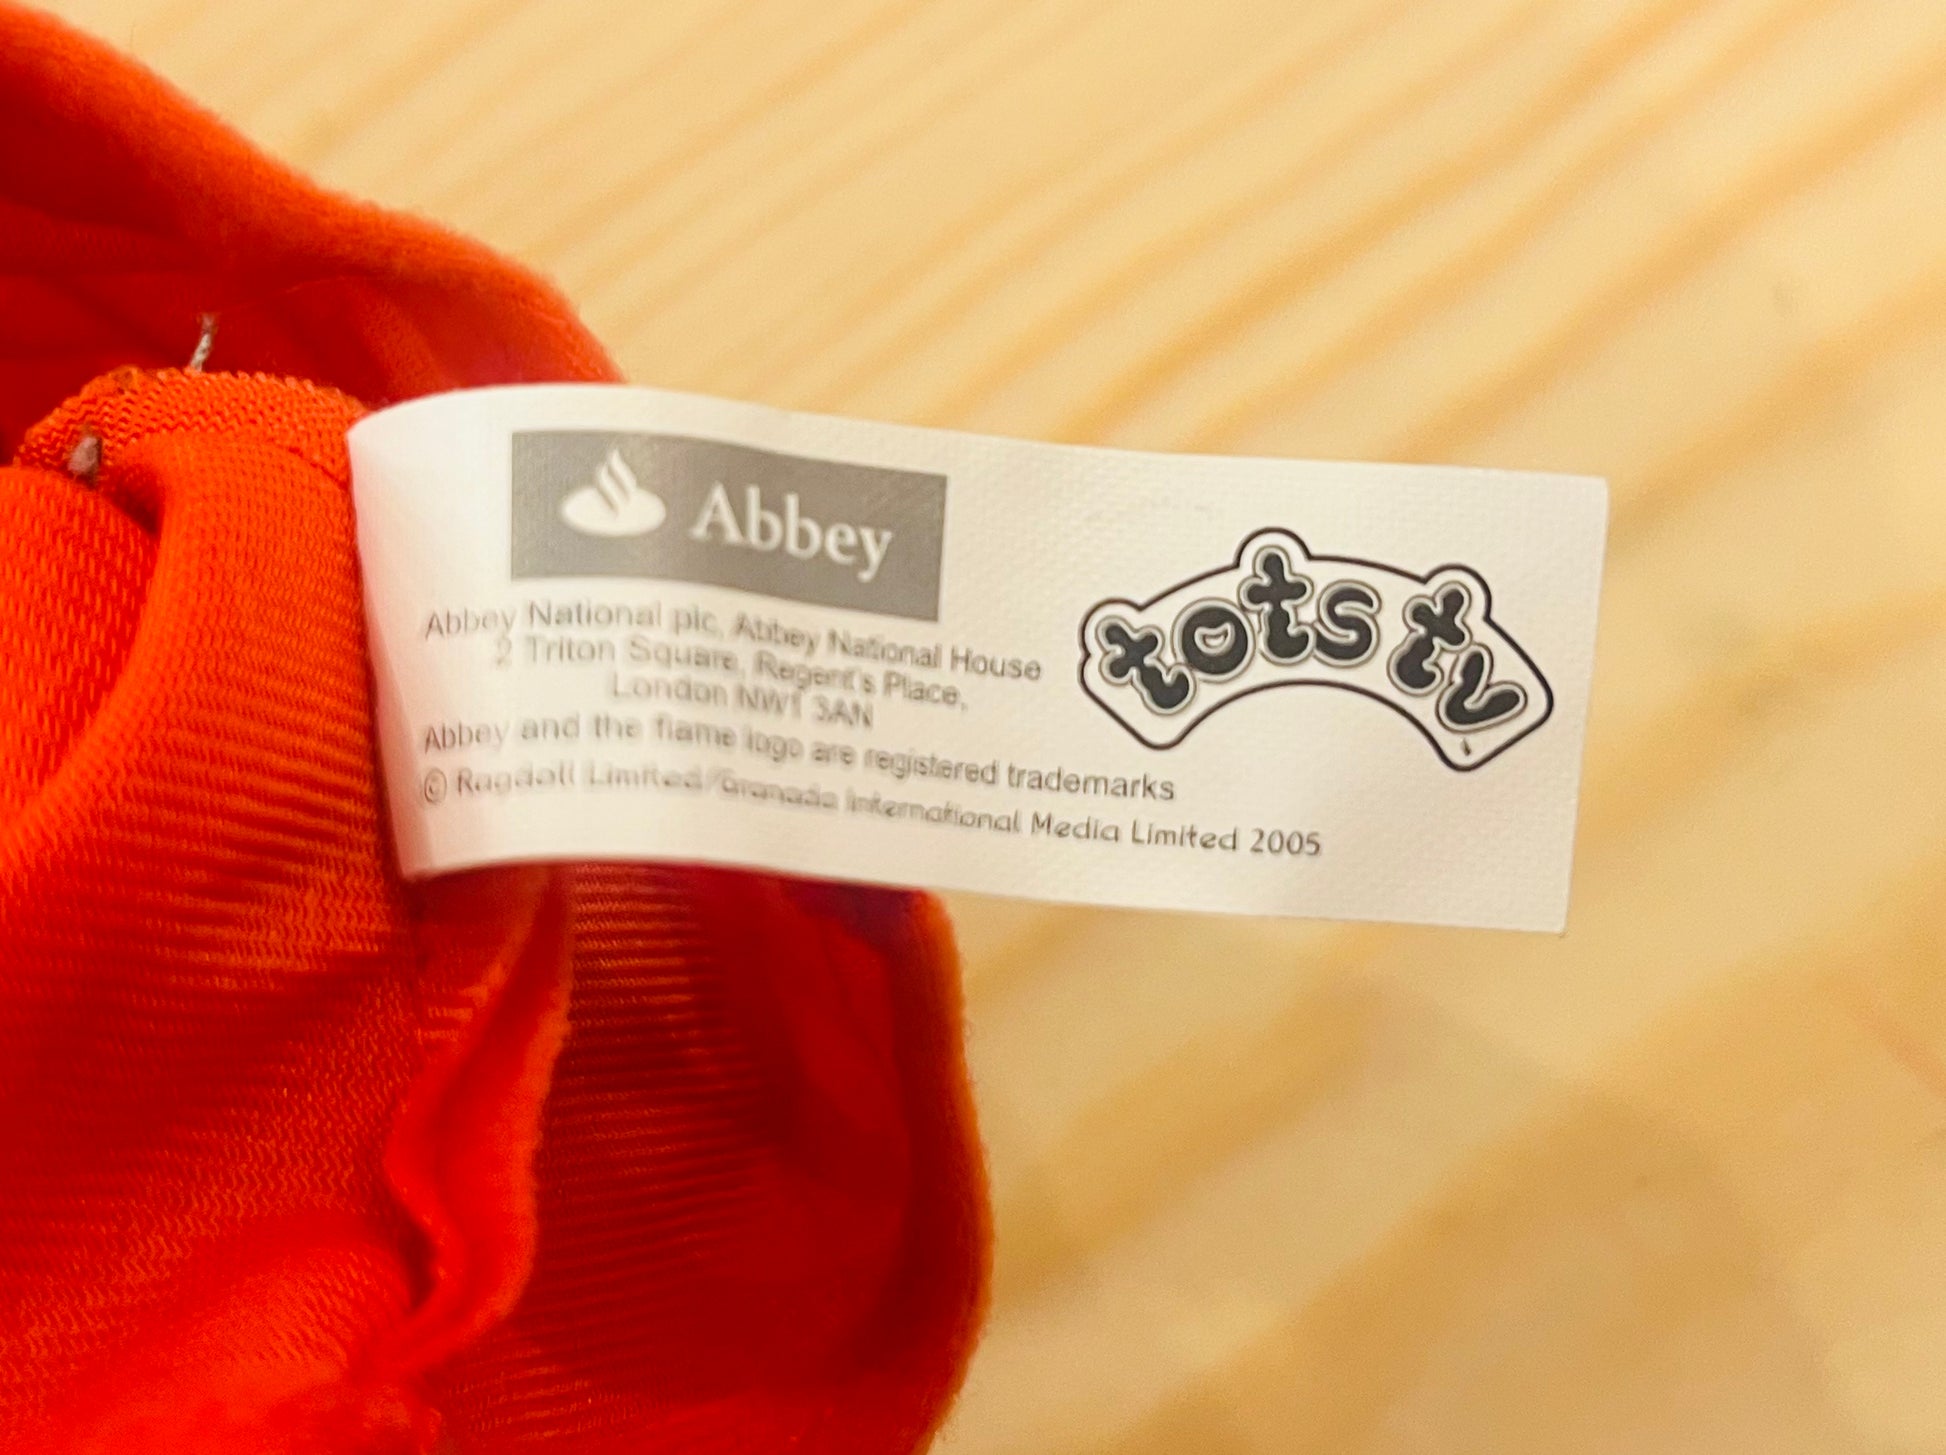 Abbey
tots tv
Abbey National plc, Abbey National House
2 Triton Square, Regent's Place,
London NW1 3AN
Abbey and the flame logo are registered trademarks
© Ragdoll Limited/Granada International Media Limited 2005